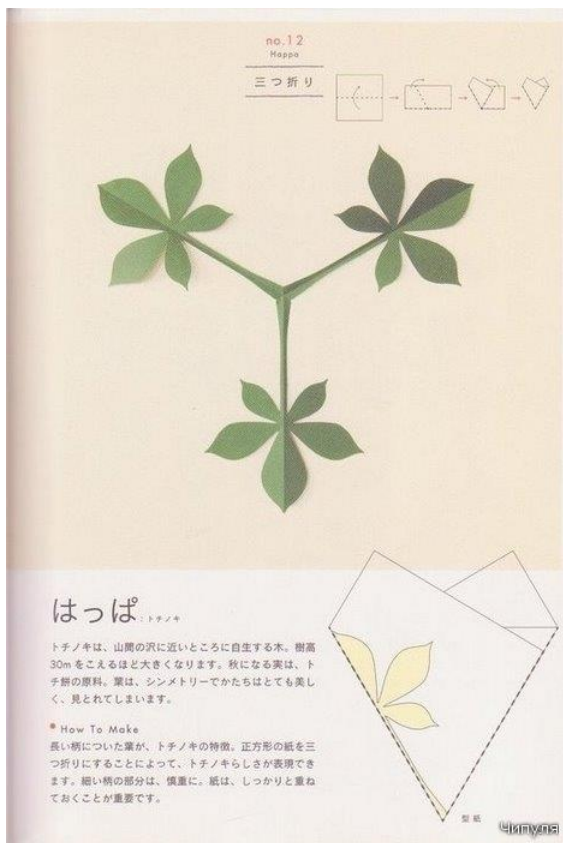 no.12
Happa
三つ折り
はっぱ：トチノキ
トチノキは、山間の沢に近いところに自生する木。樹高
30mをこえるほど大きくなります。秋になる実は、ト
チ餅の原料。葉は、シンメトリーでかたちはとても美し
く、見とれてしまいます。
How To Make
長い柄についた葉が、トチノキの特徴。正方形の紙を三
つ折りにすることによって、トチノキらしさが表現でき
ます。細い柄の部分は、慎重に。紙は、しっかりと重ね
ておくことが重要です。
型紙
Чипуля